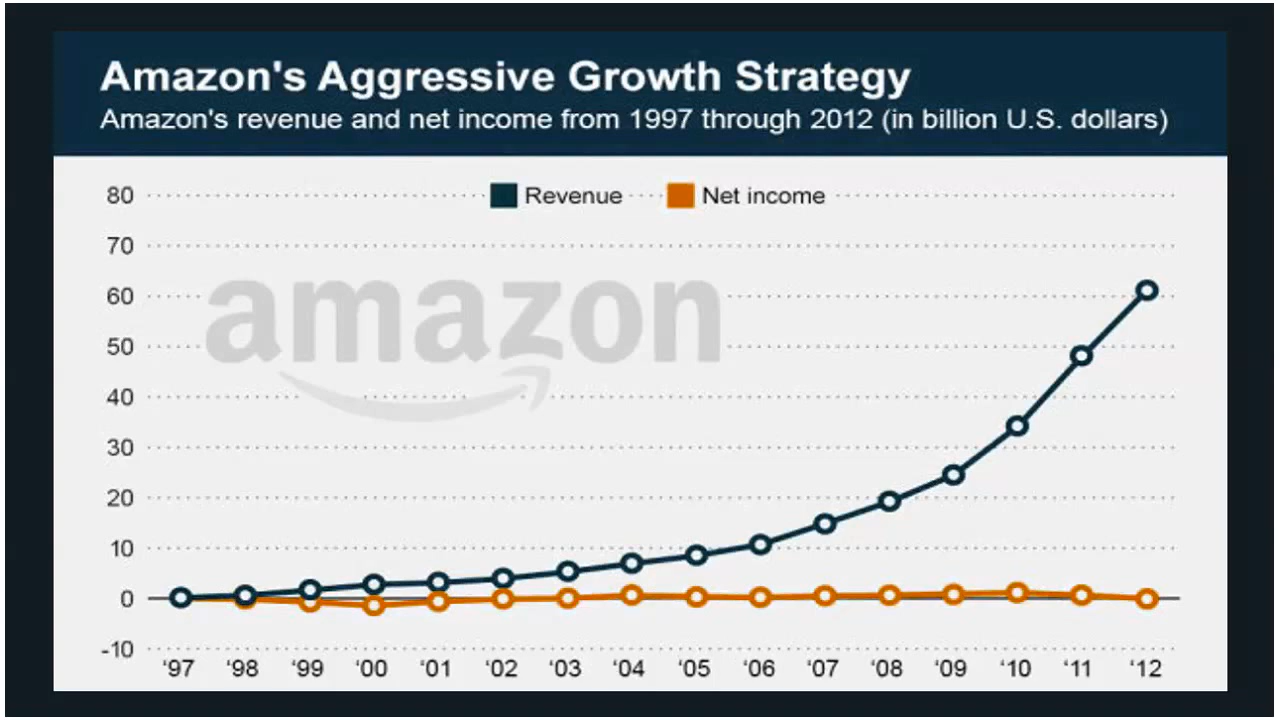 Amazon's Aggressive Growth Strategy
Amazon's revenue and net income from 1997 through 2012 (in billion U.S. dollars)
Revenue
Net income
80
70
60
50
40
30
20
10
0
-10
amazon
‘97 ‘98 ‘99 ‘00 ‘01 ‘02 ‘03 ‘04 ‘05 ‘06 ‘07 ‘08 ‘09 ‘10 ‘11 ‘12